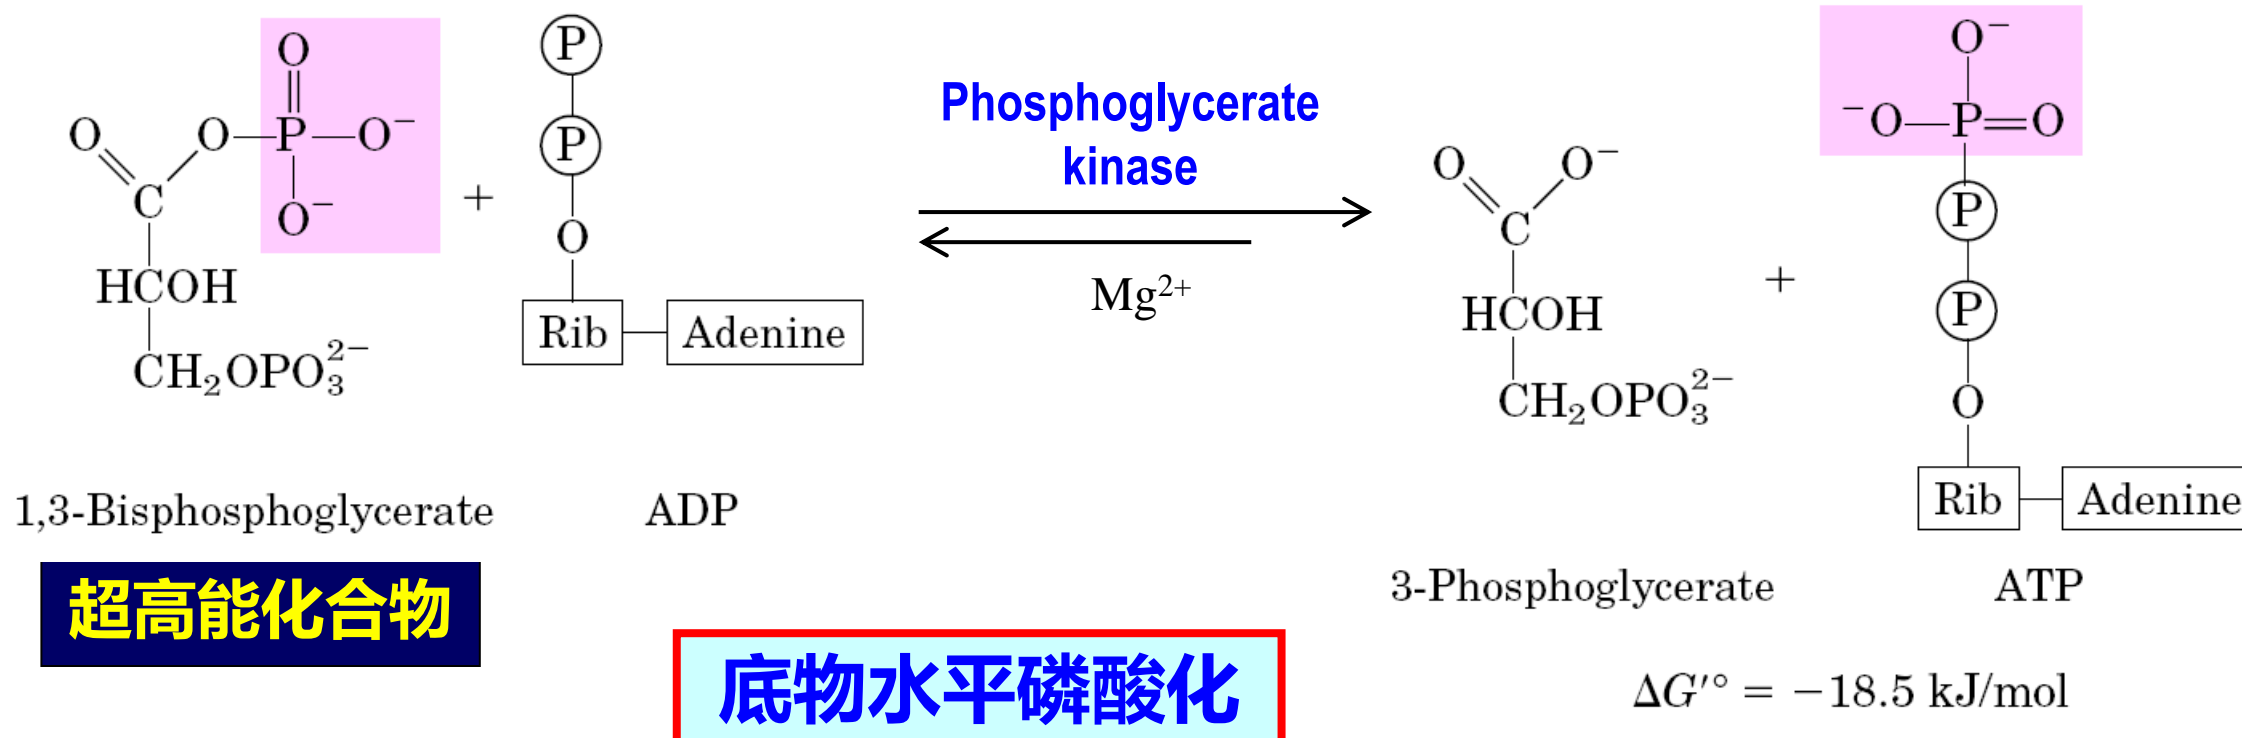 O
O
O
P
O⁻
C
O⁻
HCOH
CH₂OPO₃²⁻
+
P
P
O
Rib
Adenine
Phosphoglycerate
kinase
Mg²⁺
O
O⁻
C
HCOH
CH₂OPO₃²⁻
+
O⁻
⁻O
P
O
P
P
O
Rib
Adenine
1,3-Bisphosphoglycerate
ADP
3-Phosphoglycerate
ATP
超高能化合物
底物水平磷酸化
ΔG′° = −18.5 kJ/mol